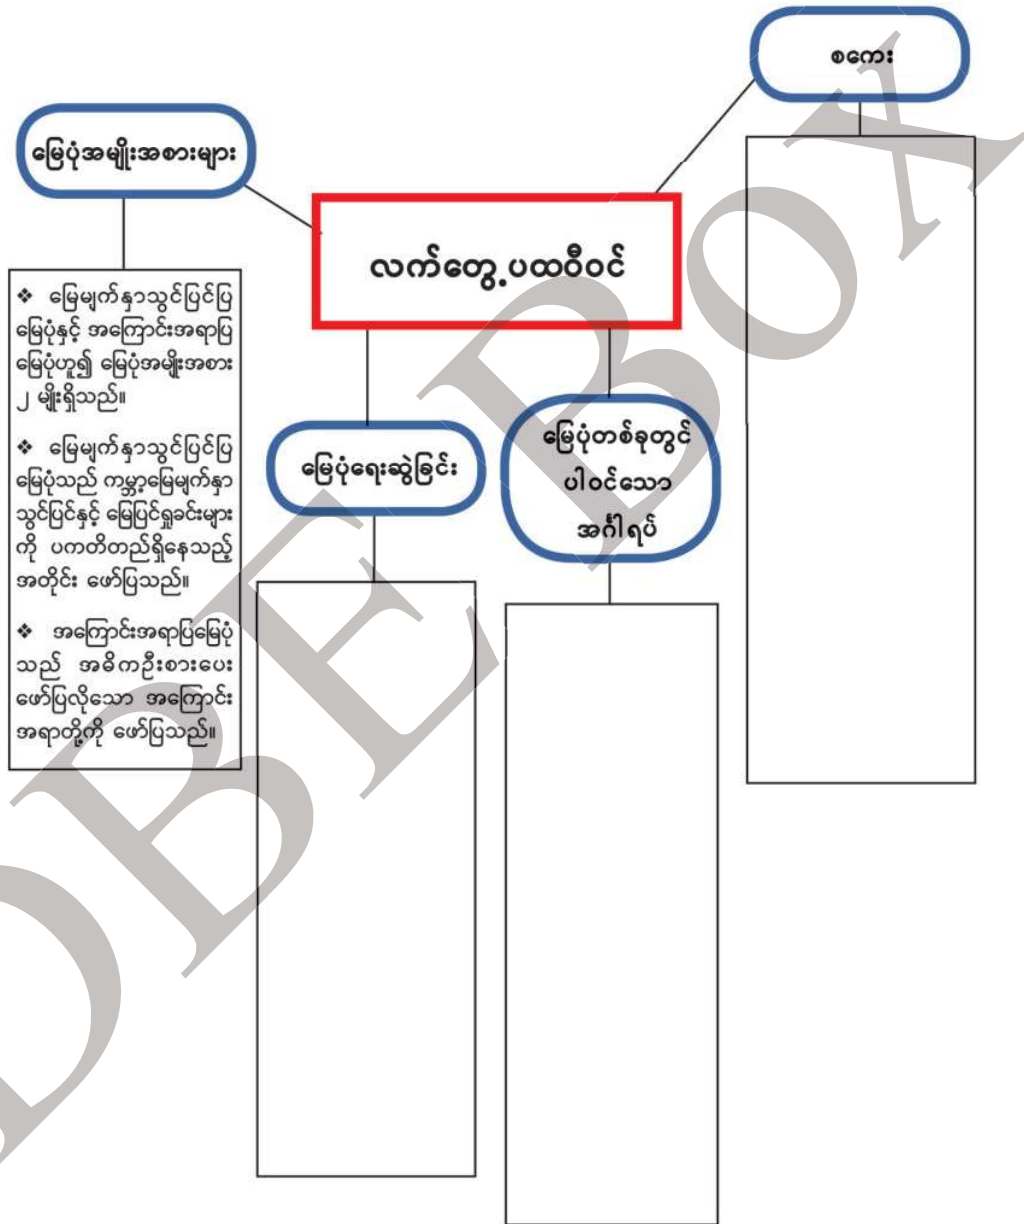 စကေး
မြေပုံအမျိုးအစားများ
လက်တွေ့ပထဝီဝင်
❖ မြေမျက်နှာသွင်ပြင်ပြ
မြေပုံနှင့် အကြောင်းအရာပြ
မြေပုံဟူ၍ မြေပုံအမျိုးအစား
၂ မျိုးရှိသည်။
❖ မြေမျက်နှာသွင်ပြင်ပြ
မြေပုံသည် ကမ္ဘာ့မြေမျက်နှာ
သွင်ပြင်နှင့် မြေပြင်ရှုခင်းများ
ကို ပကတိတည်ရှိနေသည့်
အတိုင်း ဖော်ပြသည်။
❖ အကြောင်းအရာပြမြေပုံ
သည် အဓိကဦးစားပေး
ဖော်ပြလိုသော အကြောင်း
အရာတို့ကို ဖော်ပြသည်။
မြေပုံရေးဆွဲခြင်း
မြေပုံတစ်ခုတွင်
ပါဝင်သော
အင်္ဂါရပ်
DBE BOX